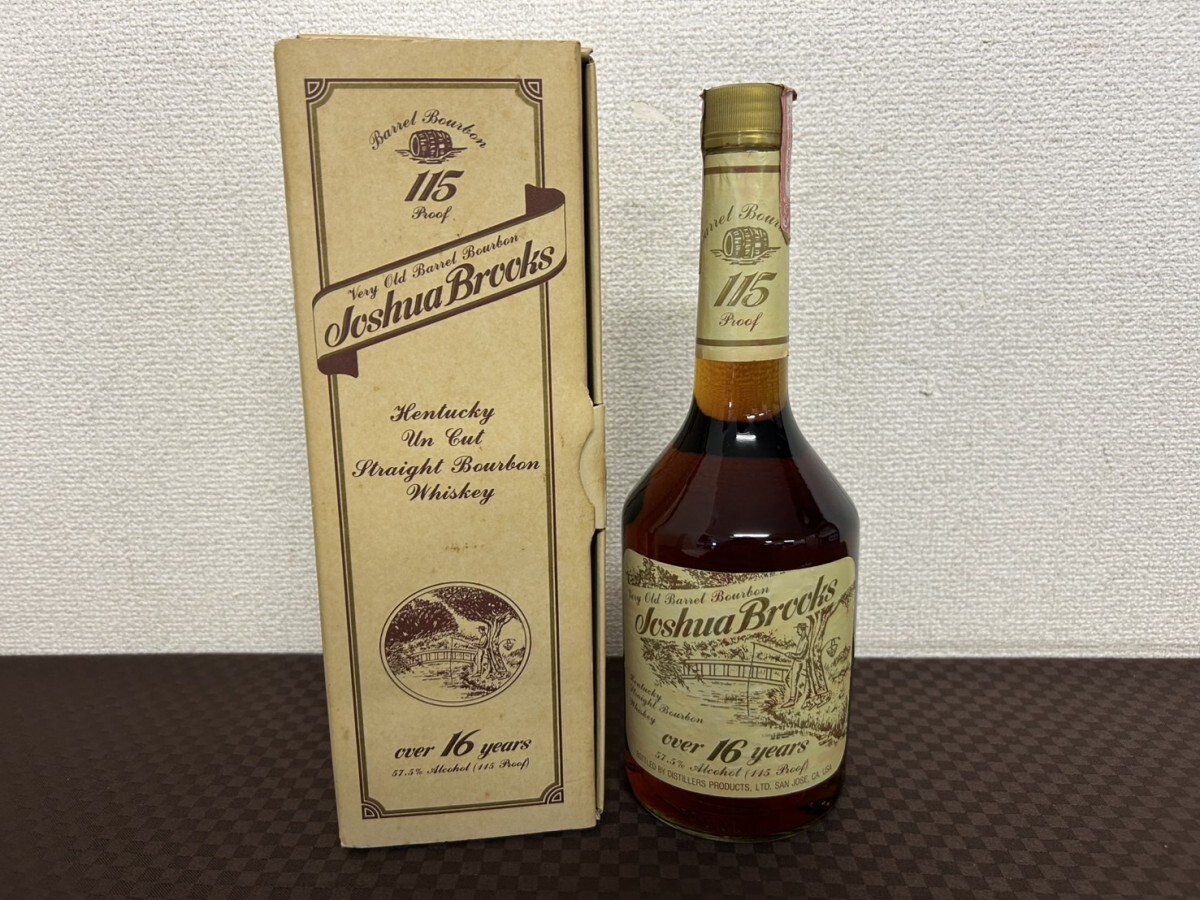 Barrel Bourbon
115
Proof
Very Old Barrel Bourbon
Joshua Brooks
Kentucky
Un Cut
Straight Bourbon
Whiskey
over 16 years
57.5% Alcohol (115 Proof)
Barrel
115
Proof
Very Old Barrel Bourbon
Joshua Brooks
Kentucky
Straight Bourbon
Whiskey
over 16 years
57.5% Alcohol (115 Proof)
BOTTLED BY DISTILLERS PRODUCTS, LTD. SAN JOSE, CA. USA